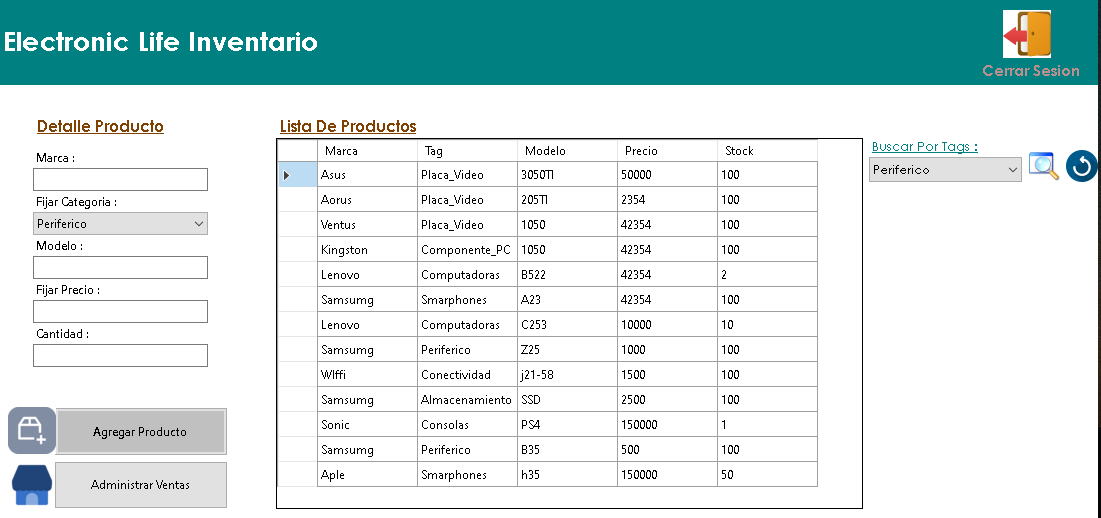 Electronic Life Inventario
Cerrar Sesion
Detalle Producto
Marca :
Fijar Categoria :
Periferico
Modelo :
Fijar Precio :
Cantidad :
Agregar Producto
Administrar Ventas
Lista De Productos
Marca Tag Modelo Precio Stock
Asus Placa_Video 3050TI 50000 100
Aorus Placa_Video 205TI 2354 100
Ventus Placa_Video 1050 42354 100
Kingston Componente_PC 1050 42354 100
Lenovo Computadoras B522 42354 2
Samsumg Smarphones A23 42354 100
Lenovo Computadoras C253 10000 10
Samsumg Periferico Z25 1000 100
WIffi Conectividad j21-58 1500 100
Samsumg Almacenamiento SSD 2500 100
Sonic Consolas PS4 150000 1
Samsumg Periferico B35 500 100
Aple Smarphones h35 150000 50
Buscar Por Tags :
Periferico